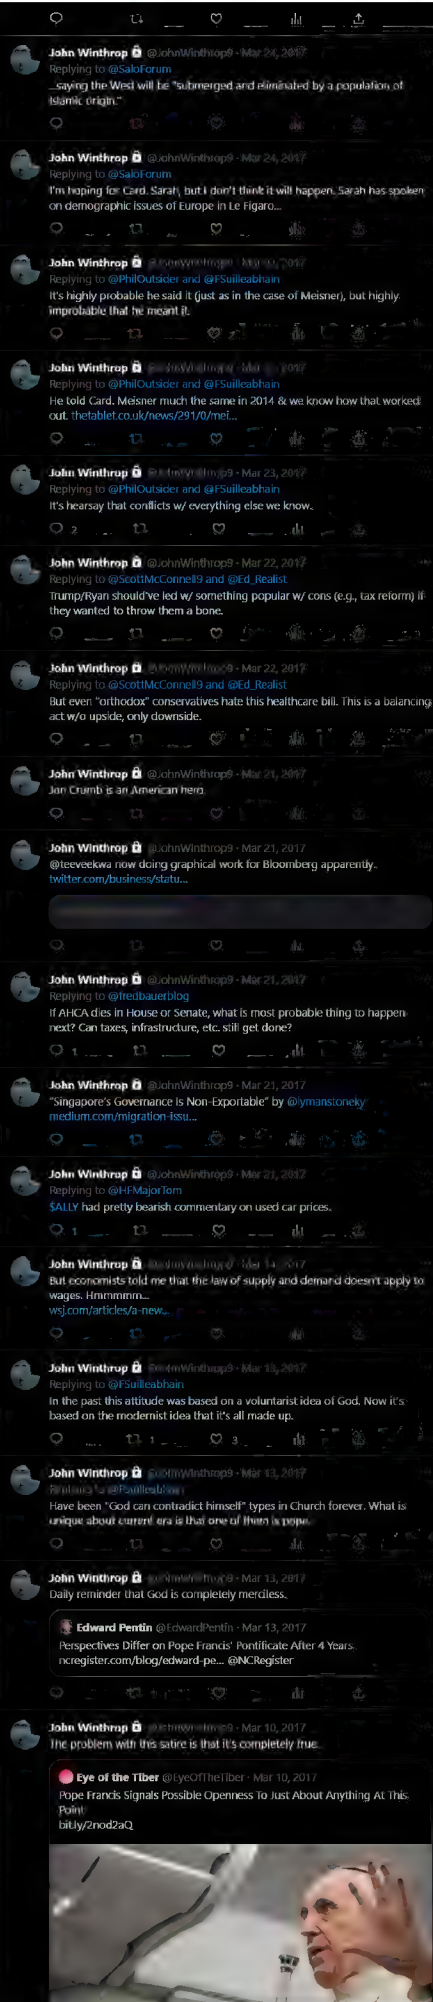 John Winthrop @JohnWinthrop9 · Mar 24, 2017
Replying to @SaloForum
...saying the West will be "submerged and eliminated by a population of
Islamic origin."
John Winthrop @JohnWinthrop9 · Mar 24, 2017
Replying to @SaloForum
I'm hoping for Card. Sarah, but I don't think it will happen. Sarah has spoken
on demographic issues of Europe in Le Figaro...
John Winthrop 2017
Replying to @PhilOutsider and @FSuilleabhain
It's highly probable he said it (just as in the case of Meisner), but highly
improbable that he meant it.
2
John Winthrop 2017
Replying to @PhilOutsider and @FSuilleabhain
He told Card. Meisner much the same in 2014 & we know how that worked
out. thetablet.co.uk/news/291/0/mei...
John Winthrop Mar 23, 2017
Replying to @PhilOutsider and @FSuilleabhain
It's hearsay that conflicts w/ everything else we know.
2
John Winthrop @JohnWinthrop9 · Mar 22, 2017
Replying to @ScottMcConnell9 and @Ed_Realist
Trump/Ryan should've led w/ something popular w/ cons (e.g., tax reform) if
they wanted to throw them a bone.
John Winthrop Mar 22, 2017
Replying to @ScottMcConnell9 and @Ed_Realist
But even "orthodox" conservatives hate this healthcare bill. This is a balancing
act w/o upside, only downside.
John Winthrop @JohnWinthrop9 · Mar 21, 2017
Jon Crumb is an American hero.
John Winthrop @JohnWinthrop9 · Mar 21, 2017
@teeveekwa now doing graphical work for Bloomberg apparently.
twitter.com/business/statu...
John Winthrop @JohnWinthrop9 · Mar 21, 2017
Replying to @fredbauerblog
If AHCA dies in House or Senate, what is most probable thing to happen
next? Can taxes, infrastructure, etc. still get done?
1
John Winthrop @JohnWinthrop9 · Mar 21, 2017
"Singapore's Governance is Non-Exportable" by @lymanstoneky
medium.com/migration-issu...
John Winthrop @JohnWinthrop9 · Mar 21, 2017
Replying to @HFMajorTom
$ALLY had pretty bearish commentary on used car prices.
1
John Winthrop Mar 14, 2017
But economists told me that the law of supply and demand doesn't apply to
wages. Hmmmmm...
wsj.com/articles/a-new...
John Winthrop Mar 13, 2017
Replying to @FSuilleabhain
In the past this attitude was based on a voluntarist idea of God. Now it's
based on the modernist idea that it's all made up.
1 3
John Winthrop Mar 13, 2017
Replying to @FSuilleabhain
Have been "God can contradict himself" types in Church forever. What is
unique about current era is that one of them is pope.
John Winthrop Mar 13, 2017
Daily reminder that God is completely merciless.
Edward Pentin @EdwardPentin · Mar 13, 2017
Perspectives Differ on Pope Francis' Pontificate After 4 Years.
ncregister.com/blog/edward-pe... @NCRegister
John Winthrop Mar 10, 2017
The problem with this satire is that it's completely true.
Eye of the Tiber @EyeOfTheTiber · Mar 10, 2017
Pope Francis Signals Possible Openness To Just About Anything At This
Point
bit.ly/2nod2aQ